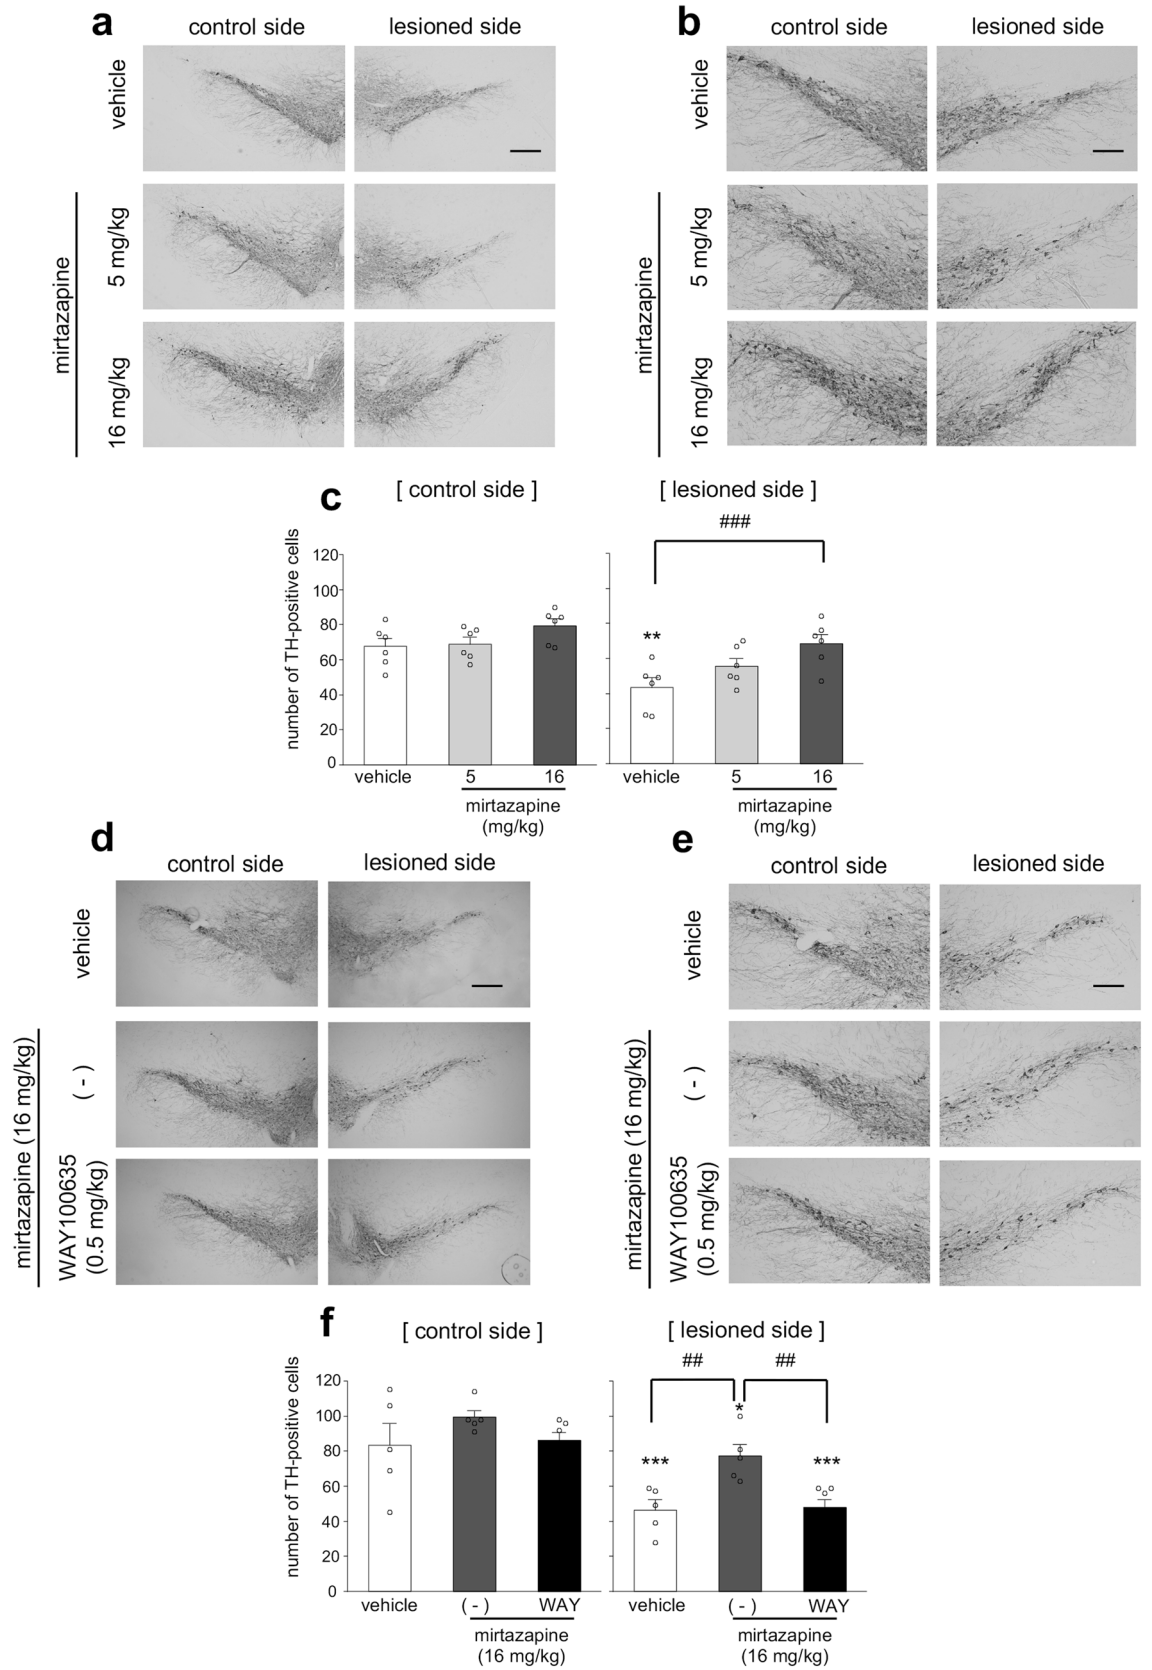 a
control side
lesioned side
vehicle
5 mg/kg
16 mg/kg
mirtazapine
b
control side
lesioned side
vehicle
5 mg/kg
16 mg/kg
mirtazapine
c
[ control side ]
[ lesioned side ]
###
number of TH-positive cells
120
100
80
60
40
20
0
**
vehicle
5
16
mirtazapine
(mg/kg)
vehicle
5
16
mirtazapine
(mg/kg)
d
control side
lesioned side
vehicle
( - )
WAY100635
(0.5 mg/kg)
mirtazapine (16 mg/kg)
e
control side
lesioned side
vehicle
( - )
WAY100635
(0.5 mg/kg)
mirtazapine (16 mg/kg)
f
[ control side ]
[ lesioned side ]
##
##
number of TH-positive cells
120
100
80
60
40
20
0
***
*
***
vehicle
( - )
WAY
mirtazapine
(16 mg/kg)
vehicle
( - )
WAY
mirtazapine
(16 mg/kg)